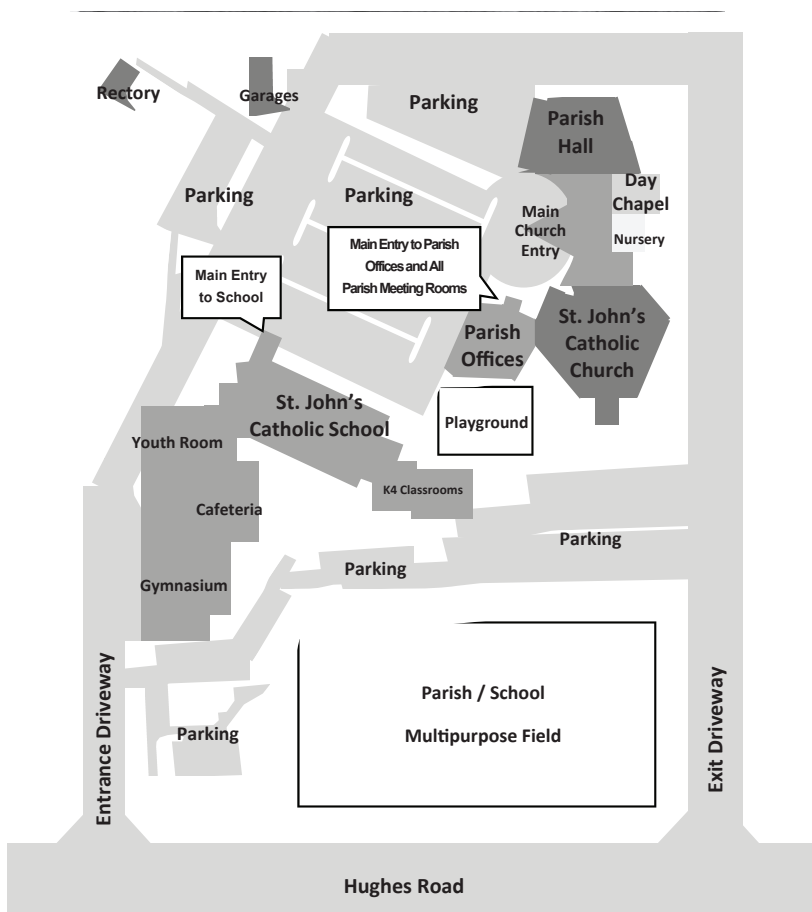 Rectory
Garages
Parking
Parish
Hall
Parking
Parking
Day
Chapel
Main
Church
Entry
Nursery
Main Entry to Parish
Offices and All
Parish Meeting Rooms
Main Entry
to School
Parish
Offices
St. John's
Catholic
Church
St. John's
Catholic School
Playground
Youth Room
K4 Classrooms
Cafeteria
Parking
Parking
Gymnasium
Parish / School
Multipurpose Field
Parking
Entrance Driveway
Exit Driveway
Hughes Road